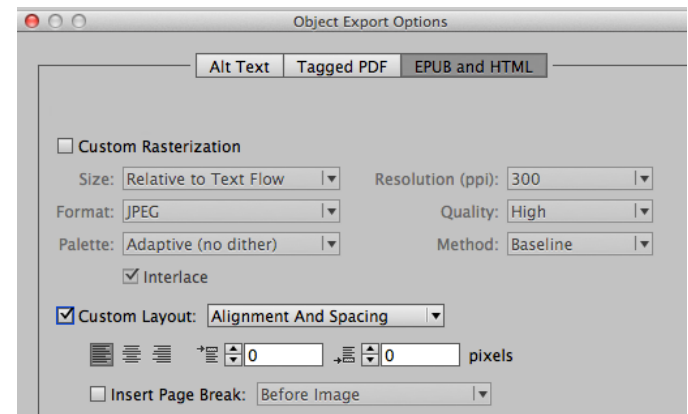 Object Export Options
Alt Text Tagged PDF EPUB and HTML
Custom Rasterization
Size: Relative to Text Flow Resolution (ppi): 300
Format: JPEG Quality: High
Palette: Adaptive (no dither) Method: Baseline
Interlace
Custom Layout: Alignment And Spacing
0 0 pixels
Insert Page Break: Before Image